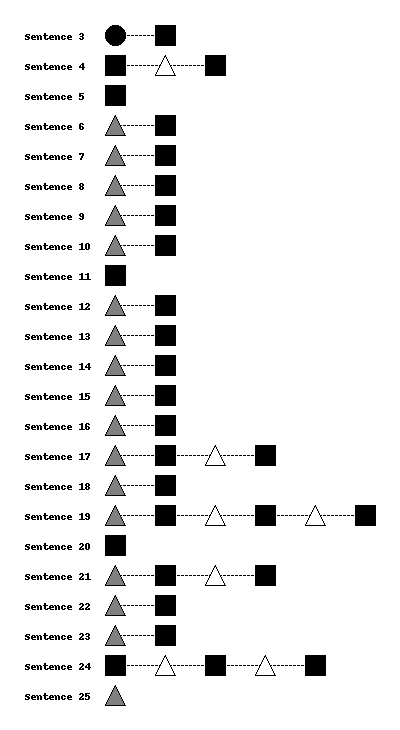 Sentence 3
Sentence 4
Sentence 5
Sentence 6
Sentence 7
Sentence 8
Sentence 9
Sentence 10
Sentence 11
Sentence 12
Sentence 13
Sentence 14
Sentence 15
Sentence 16
Sentence 17
Sentence 18
Sentence 19
Sentence 20
Sentence 21
Sentence 22
Sentence 23
Sentence 24
Sentence 25